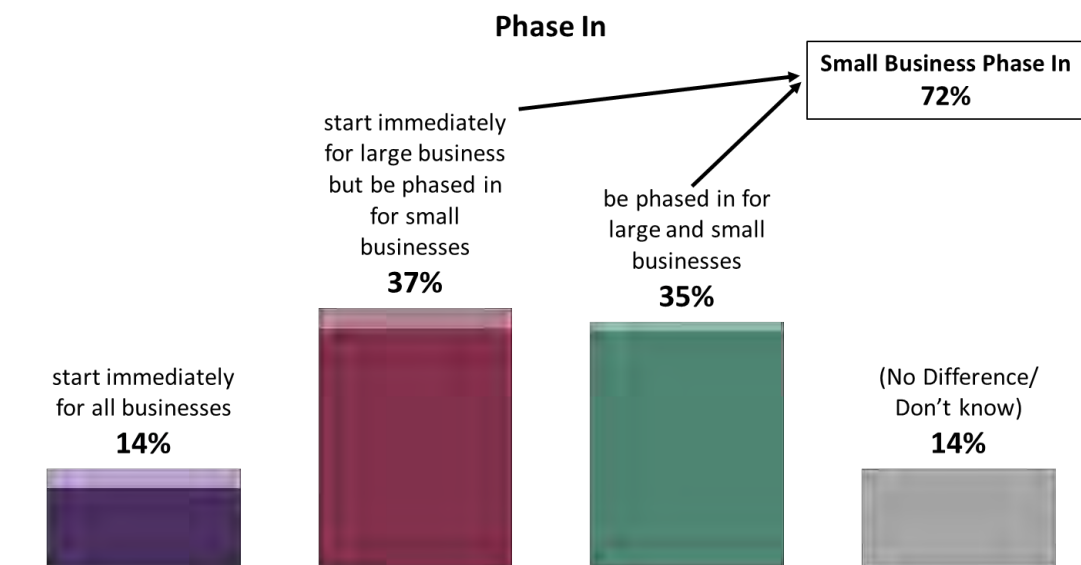 Phase In
Small Business Phase In
72%
start immediately
for large business
but be phased in
for small
businesses
37%
be phased in for
large and small
businesses
35%
start immediately
for all businesses
14%
(No Difference/
Don’t know)
14%